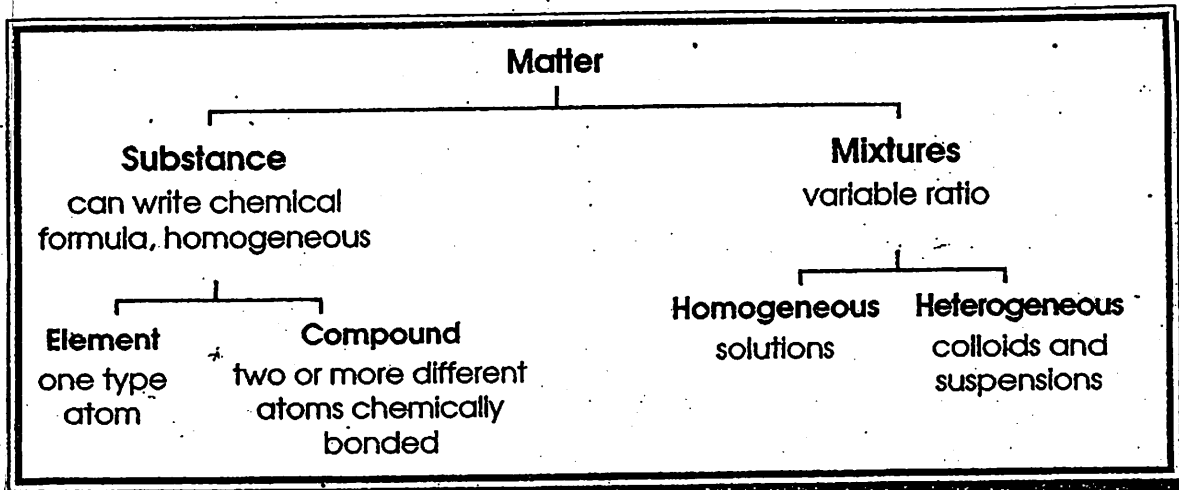 Matter
Substance
can write chemical
formula, homogeneous
Mixtures
variable ratio
Element
one type
atom
Compound
two or more different
atoms chemically
bonded
Homogeneous
solutions
Heterogeneous
colloids and
suspensions